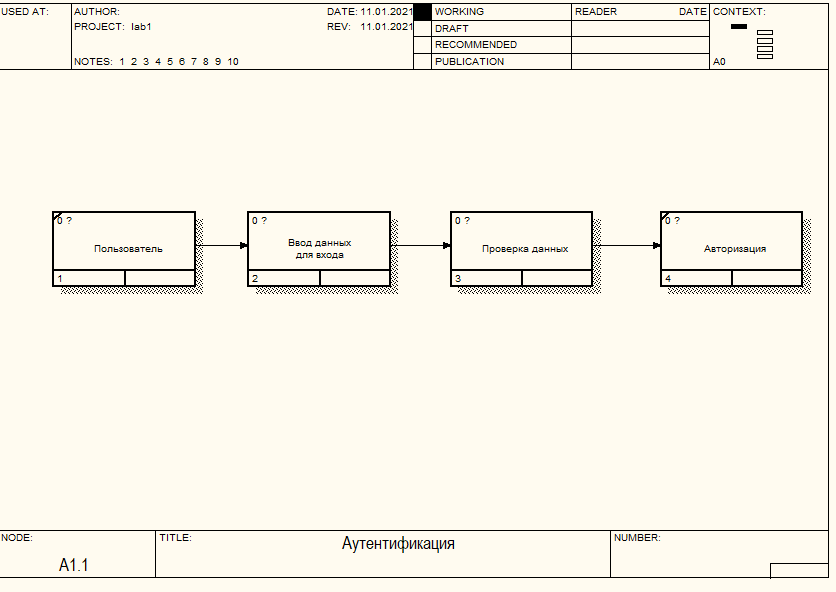 USED AT: AUTHOR: DATE: 11.01.2021 WORKING READER DATE CONTEXT:
PROJECT: lab1 REV: 11.01.2021 DRAFT
RECOMMENDED
NOTES: 1 2 3 4 5 6 7 8 9 10 PUBLICATION A0
0 ? 0 ? 0 ? 0 ?
Пользователь Ввод данных Проверка данных Авторизация
для входа
1 2 3 4
NODE: TITLE: Аутентификация NUMBER:
A1.1